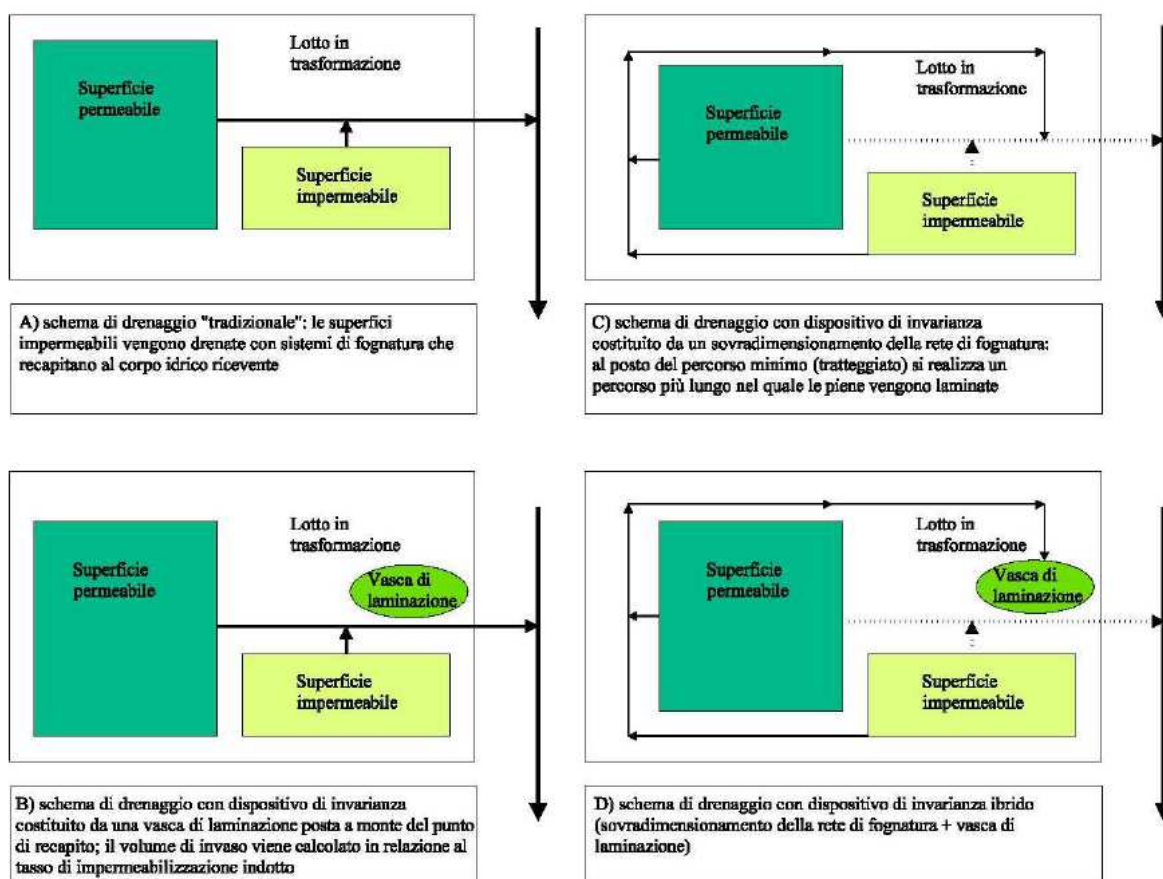 Lotto in
trasformazione
Superficie
permeabile
Superficie
impermeabile
A) schema di drenaggio "tradizionale": le superfici
impermeabili vengono drenate con sistemi di fognatura che
recapitano al corpo idrico ricevente
Lotto in
trasformazione
Superficie
permeabile
Superficie
impermeabile
C) schema di drenaggio con dispositivo di invarianza
costituito da un sovradimensionamento della rete di fognatura:
al posto del percorso minimo (tratteggiato) si realizza un
percorso più lungo nel quale le piene vengono laminate
Lotto in
trasformazione
Superficie
permeabile
Vasca di
laminazione
Superficie
impermeabile
B) schema di drenaggio con dispositivo di invarianza
costituito da una vasca di laminazione posta a monte del punto
di recapito; il volume di invaso viene calcolato in relazione al
tasso di impermeabilizzazione indotto
Lotto in
trasformazione
Superficie
permeabile
Vasca di
laminazione
Superficie
impermeabile
D) schema di drenaggio con dispositivo di invarianza ibrido
(sovradimensionamento della rete di fognatura + vasca di
laminazione)